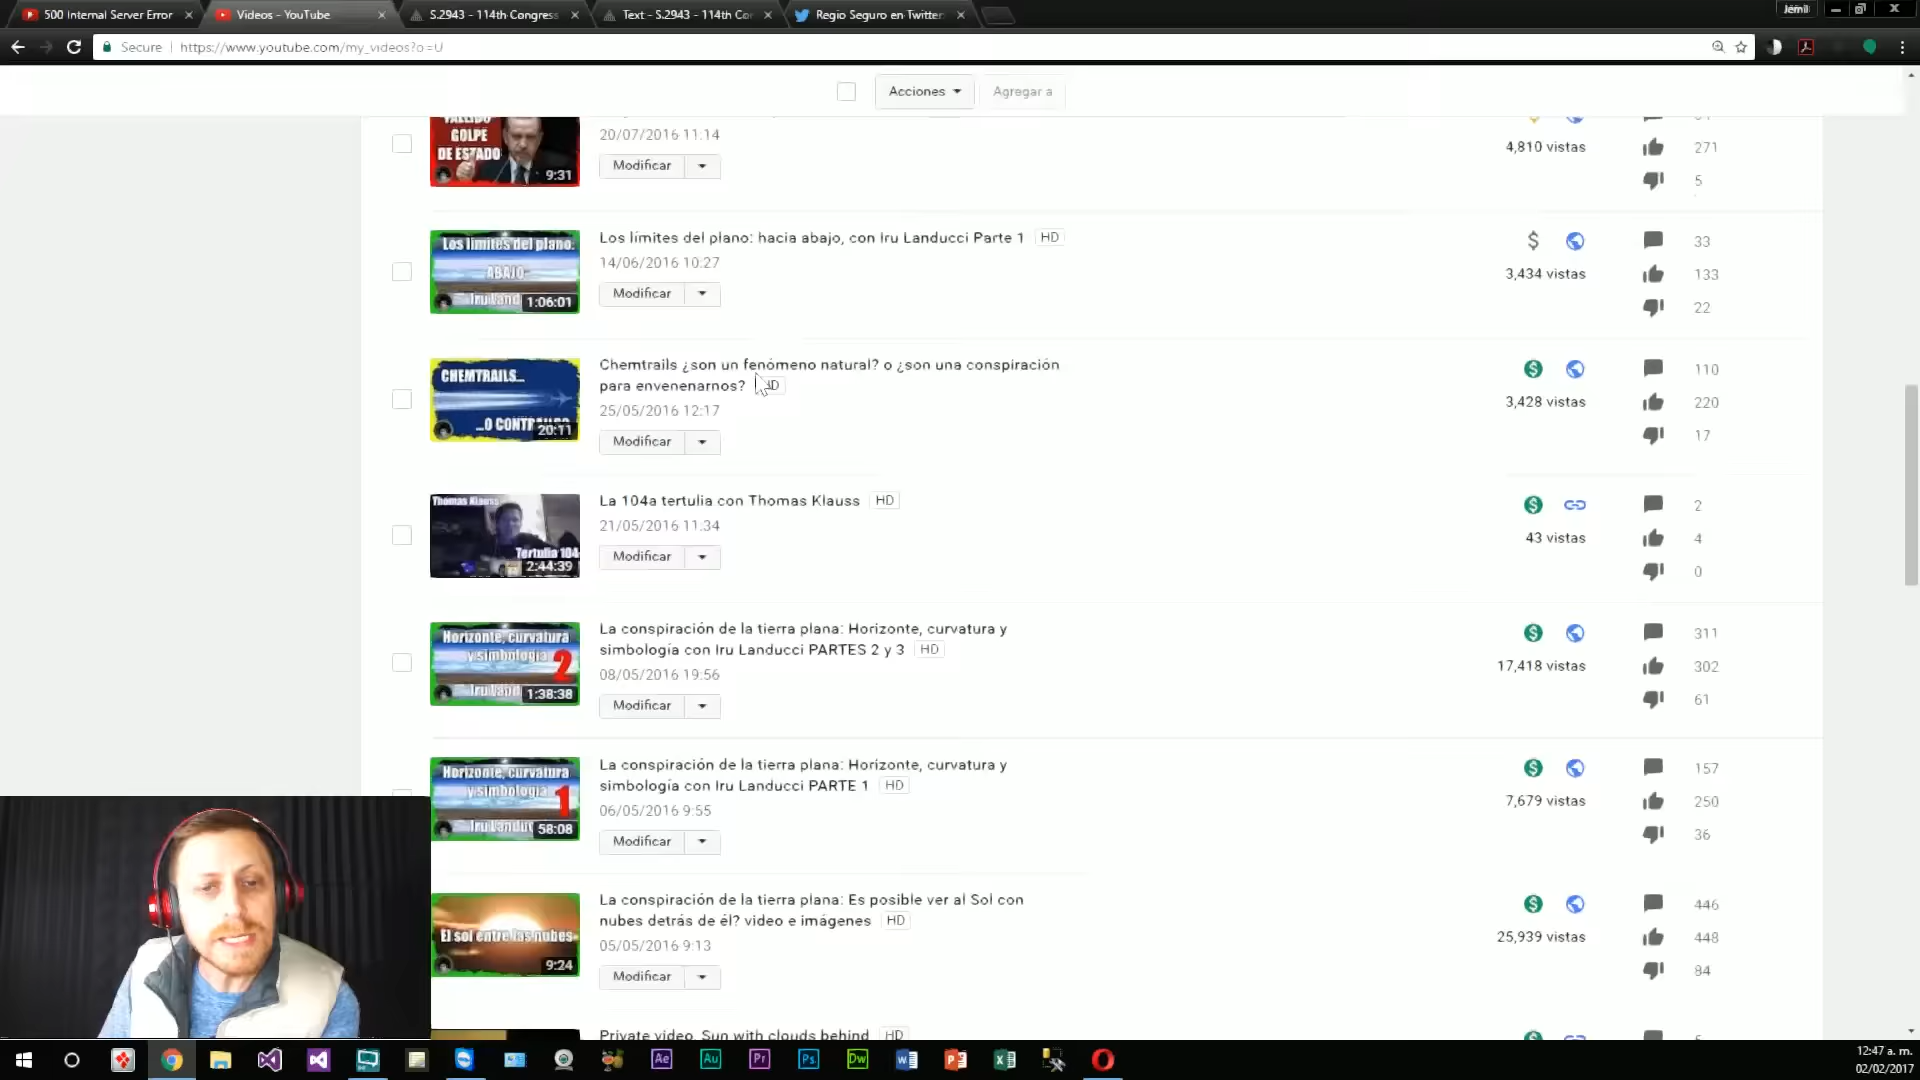 500 Internal Server Error
Videos - YouTube
S.2943 - 114th Congress
Text - S.2943 - 114th Co
Regio Seguro en Twitter
Jemil
Secure
https://www.youtube.com/my_videos?o=U
Acciones
Agregar a
FALLIDO
GOLPE
DE ESTADO
9:31
20/07/2016 11:14
Modificar
4,810 vistas
271
5
Los límites del plano:
ABAJO
1:06:01
Los límites del plano: hacia abajo, con Iru Landucci Parte 1 HD
14/06/2016 10:27
Modificar
3,434 vistas
33
133
22
CHEMTRAILS...
20:11
Chemtrails ¿son un fenómeno natural? o ¿son una conspiración
para envenenarnos? HD
25/05/2016 12:17
Modificar
3,428 vistas
110
220
17
Thomas Klauss
Tertulia 104
2:44:39
La 104a tertulia con Thomas Klauss HD
21/05/2016 11:34
Modificar
43 vistas
2
4
0
Horizonte, curvatura
y simbología 2
1:38:38
La conspiración de la tierra plana: Horizonte, curvatura y
simbología con Iru Landucci PARTES 2 y 3 HD
08/05/2016 19:56
Modificar
17,418 vistas
311
302
61
Horizonte, curvatura
y simbología 1
Iru Landuc 58:08
La conspiración de la tierra plana: Horizonte, curvatura y
simbología con Iru Landucci PARTE 1 HD
06/05/2016 9:55
Modificar
7,679 vistas
157
250
36
El sol entre las nubes
9:24
La conspiración de la tierra plana: Es posible ver al Sol con
nubes detrás de él? video e imágenes HD
05/05/2016 9:13
Modificar
25,939 vistas
446
448
84
Private video. Sun with clouds behind HD
Ae
Au
Pr
Ps
Dw
12:47 a. m.
02/02/2017